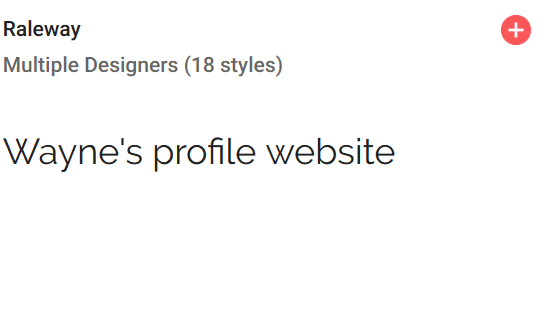 Raleway
Multiple Designers (18 styles)
Wayne's profile website